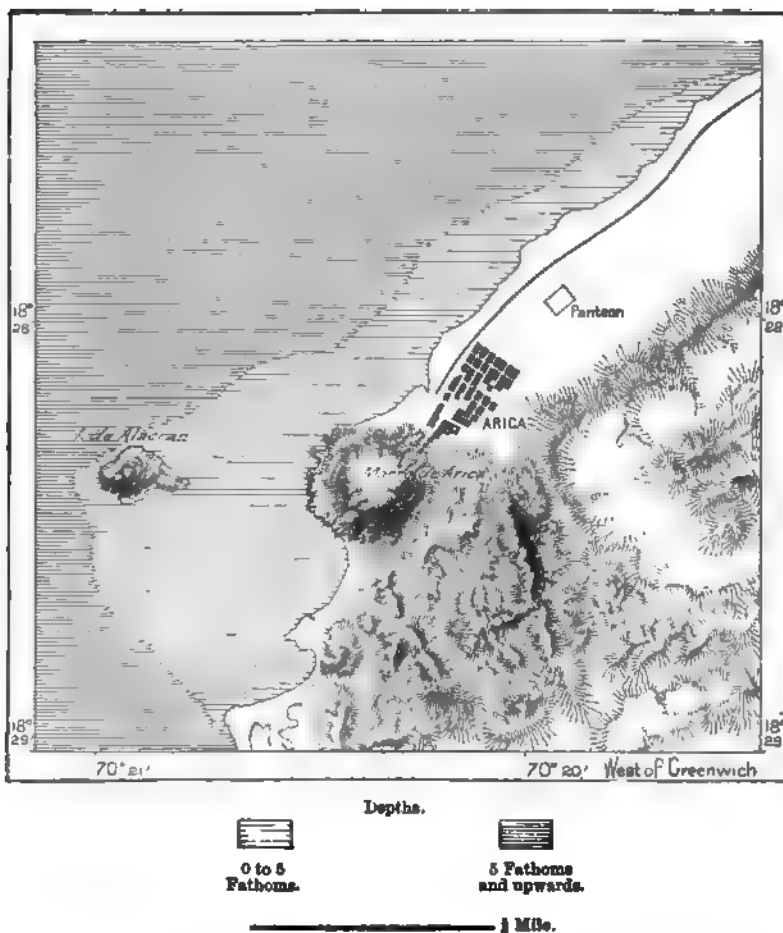 18°
28
18°
28
Panteon
ARICA
I. de Alacran
Morro de Arica
18°
29
18°
29
70° 21′
70° 20′ West of Greenwich
Depths.
0 to 5
Fathoms.
5 Fathoms
and upwards.
Mile.